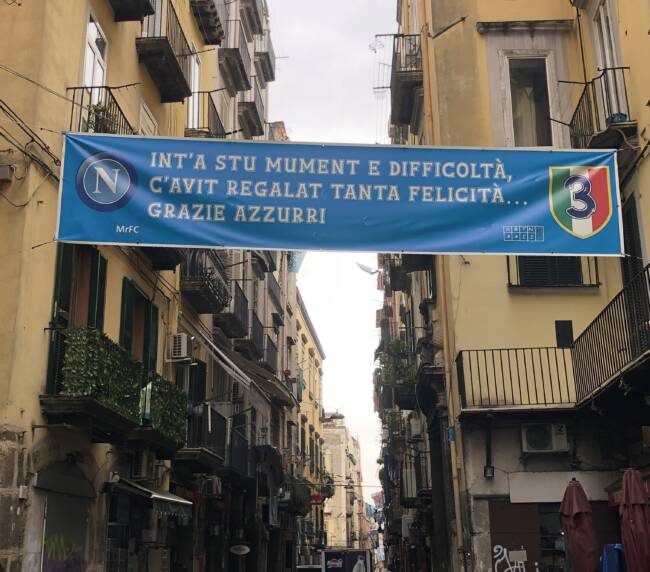 INT'A STU MUMENT E DIFFICOLTÀ,
C'AVIT REGALAT TANTA FELICITÀ...
GRAZIE AZZURRI
N
MrFC
3